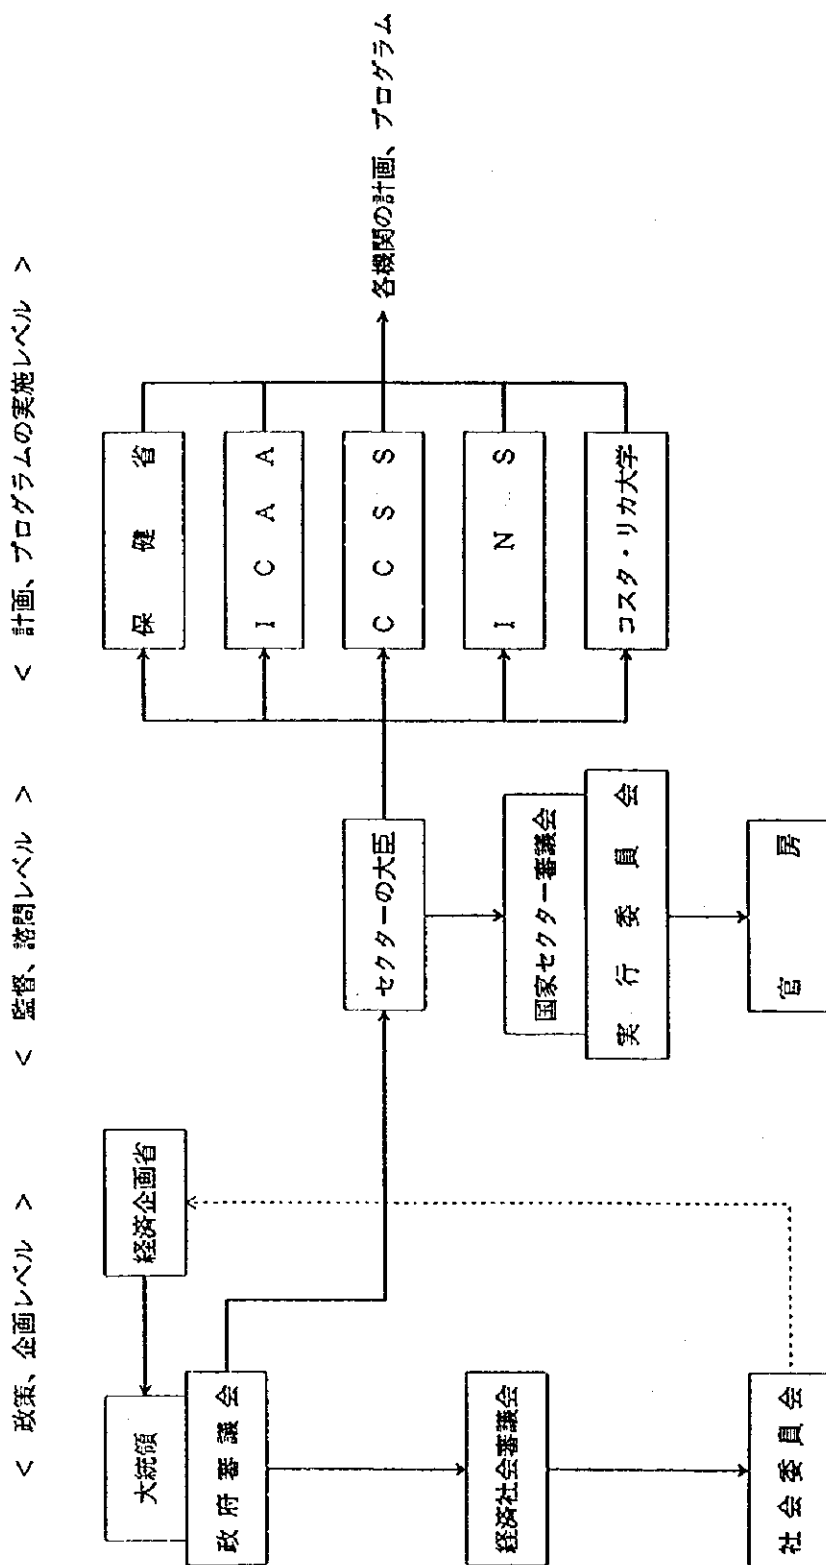 < 政策、企画レベル >
< 監督、諮問レベル >
< 計画、プログラムの実施レベル >
大統領
政府審議会
経済企画省
経済社会審議会
社会委員会
セクターの大臣
国家セクター審議会
実行委員会
官房
保健省
ICAA
CCSS
INS
コスタ・リカ大学
各機関の計画、プログラム